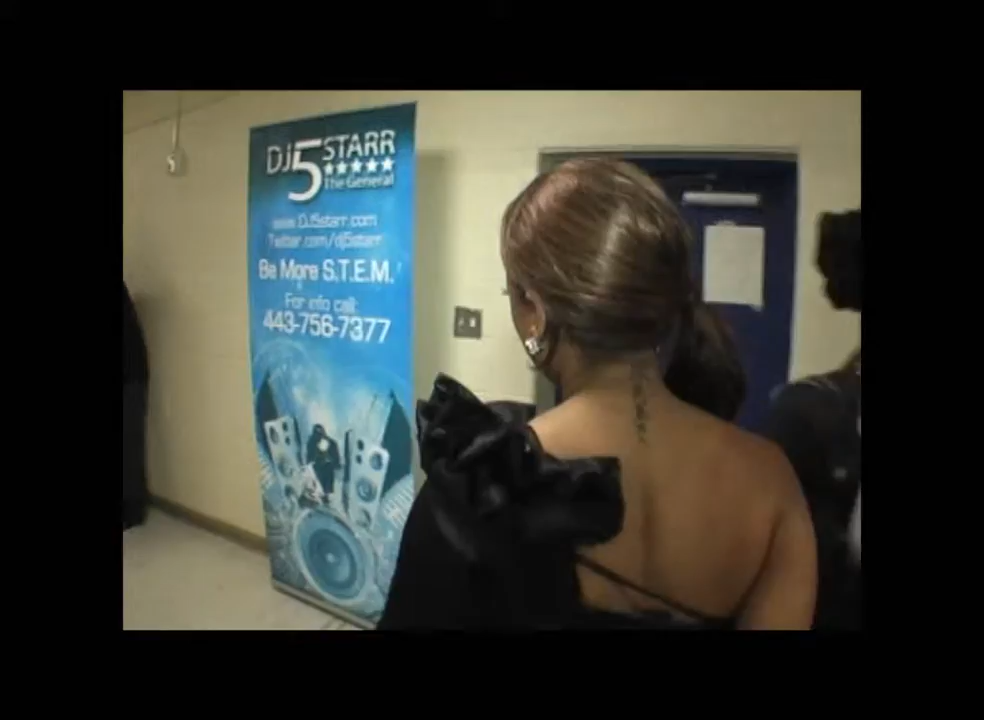 DJ 5 STARR
The General
www.DJ5starr.com
Twitter.com/dj5starr
Be More S.T.E.M.
For info call:
443-756-7377